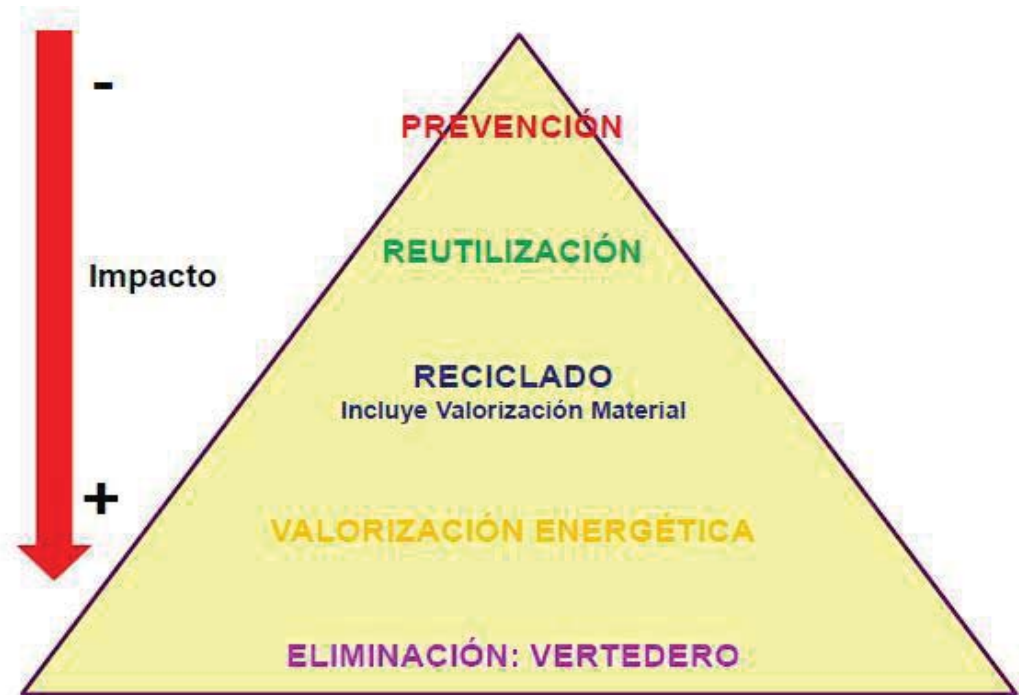 -
PREVENCIÓN
REUTILIZACIÓN
Impacto
RECICLADO
Incluye Valorización Material
+
VALORIZACIÓN ENERGÉTICA
ELIMINACIÓN: VERTEDERO